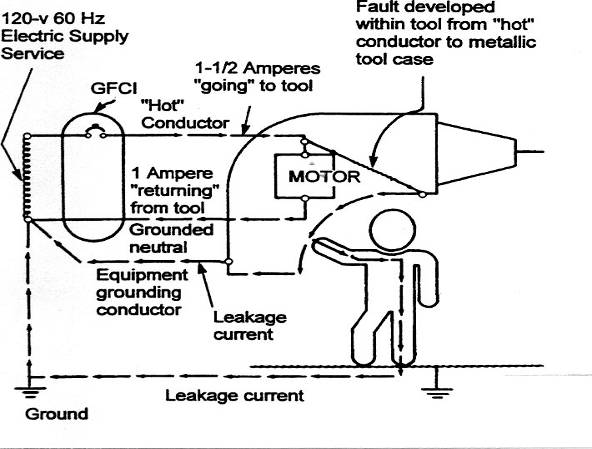 120-v 60 Hz
Electric Supply
Service
GFCI
"Hot"
Conductor
1-1/2 Amperes
"going" to tool
Fault developed
within tool from "hot"
conductor to metallic
tool case
1 Ampere
"returning"
from tool
MOTOR
Grounded
neutral
Equipment
grounding
conductor
Leakage
current
Leakage current
Ground